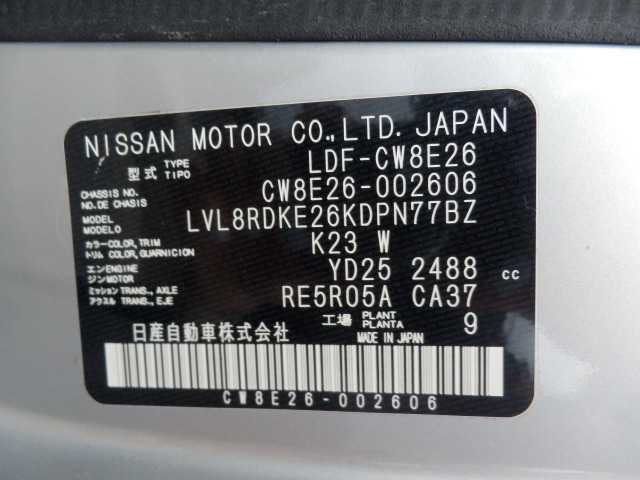 NISSAN MOTOR CO.,LTD. JAPAN
型式 TYPE TIPO LDF-CW8E26
CHASSIS NO. NO.DE CHASIS CW8E26-002606
MODEL MODELO LVL8RDKE26KDPN77BZ
カラー COLOR, TRIM トリム COLOR, GUARNICION K23 W
エンジン ENGINE MOTOR YD25 2488 cc
ミッション TRANS., AXLE アクスル TRANS., EJE RE5R05A CA37
工場 PLANT PLANTA 9
日産自動車株式会社 MADE IN JAPAN
CW8E26-002606